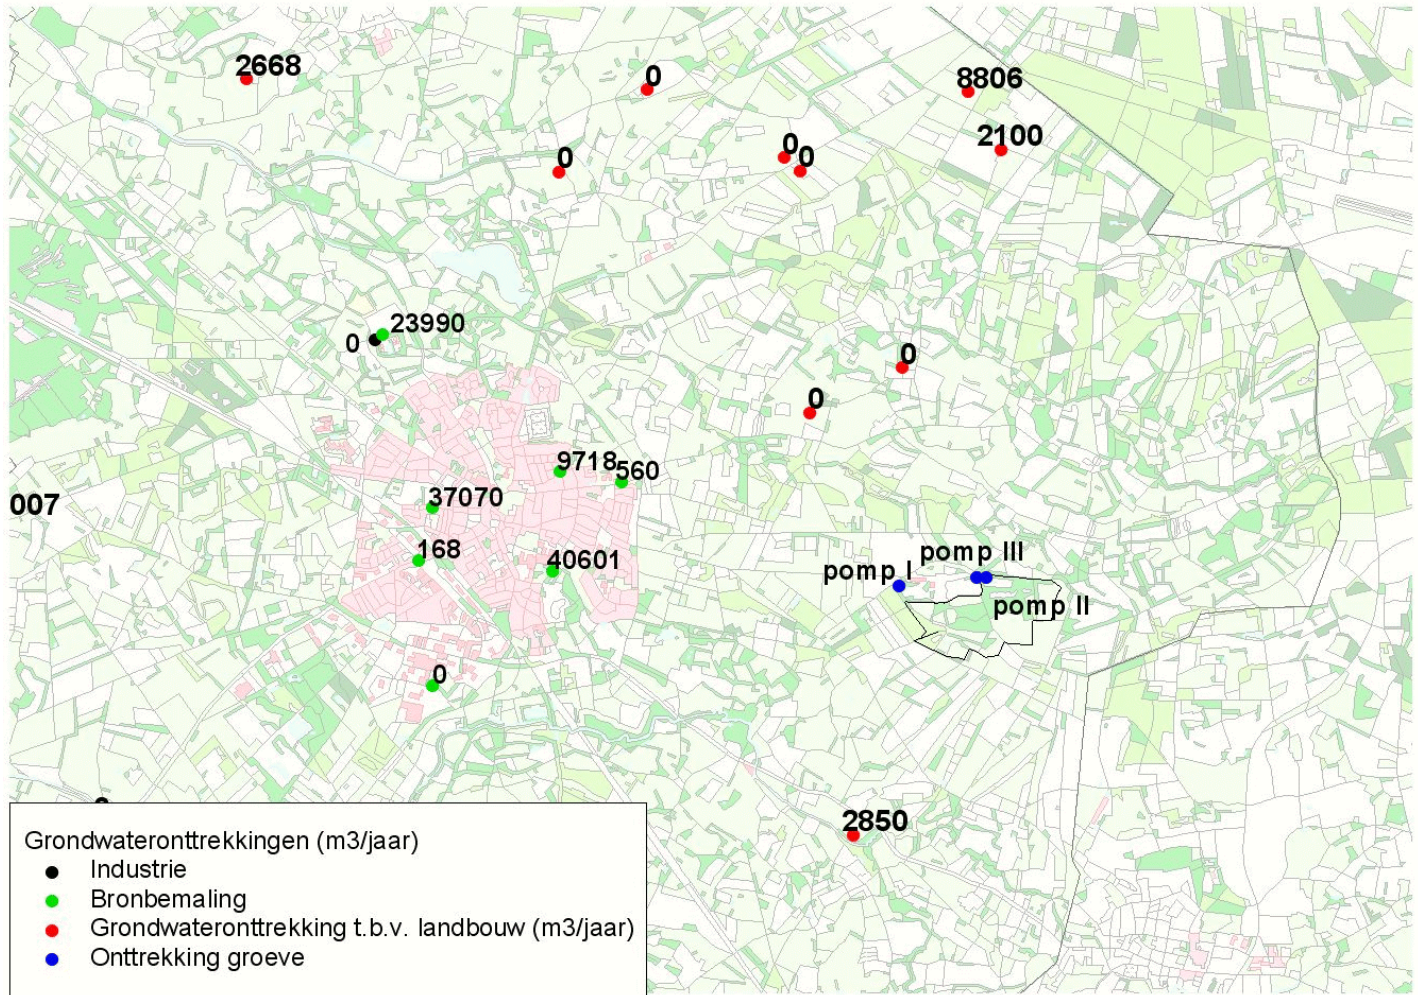 2668
0
8806
2100
0
0
0
23990
0
0
0
9718
560
37070
007
168
40601
pomp III
pomp I
pomp II
0
2850
Grondwateronttrekkingen (m3/jaar)
Industrie
Bronbemaling
Grondwateronttrekking t.b.v. landbouw (m3/jaar)
Onttrekking groeve